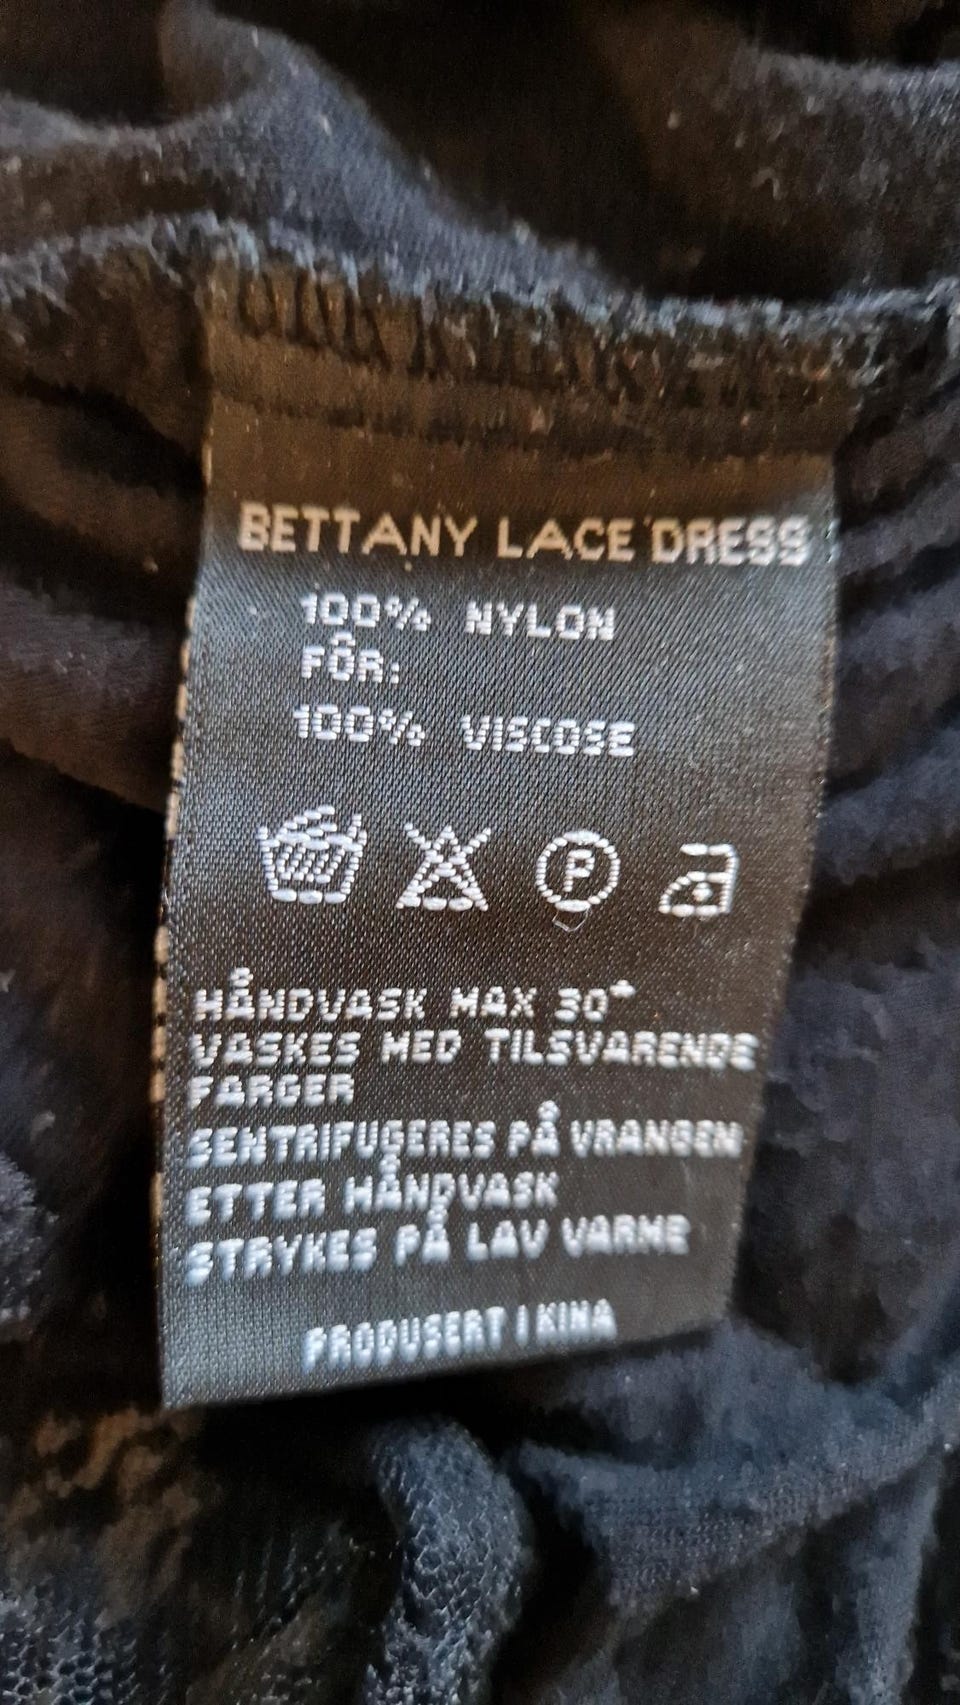 BETTANY LACE DRESS
100% NYLON
FÔR:
100% VISCOSE
P
HÅNDVASK MAX 30°
VASKES MED TILSVARENDE
FARGER
SENTRIFUGERES PÅ VRANGEN
ETTER HÅNDVASK
STRYKES PÅ LAV VARME
PRODUSERT I KINA